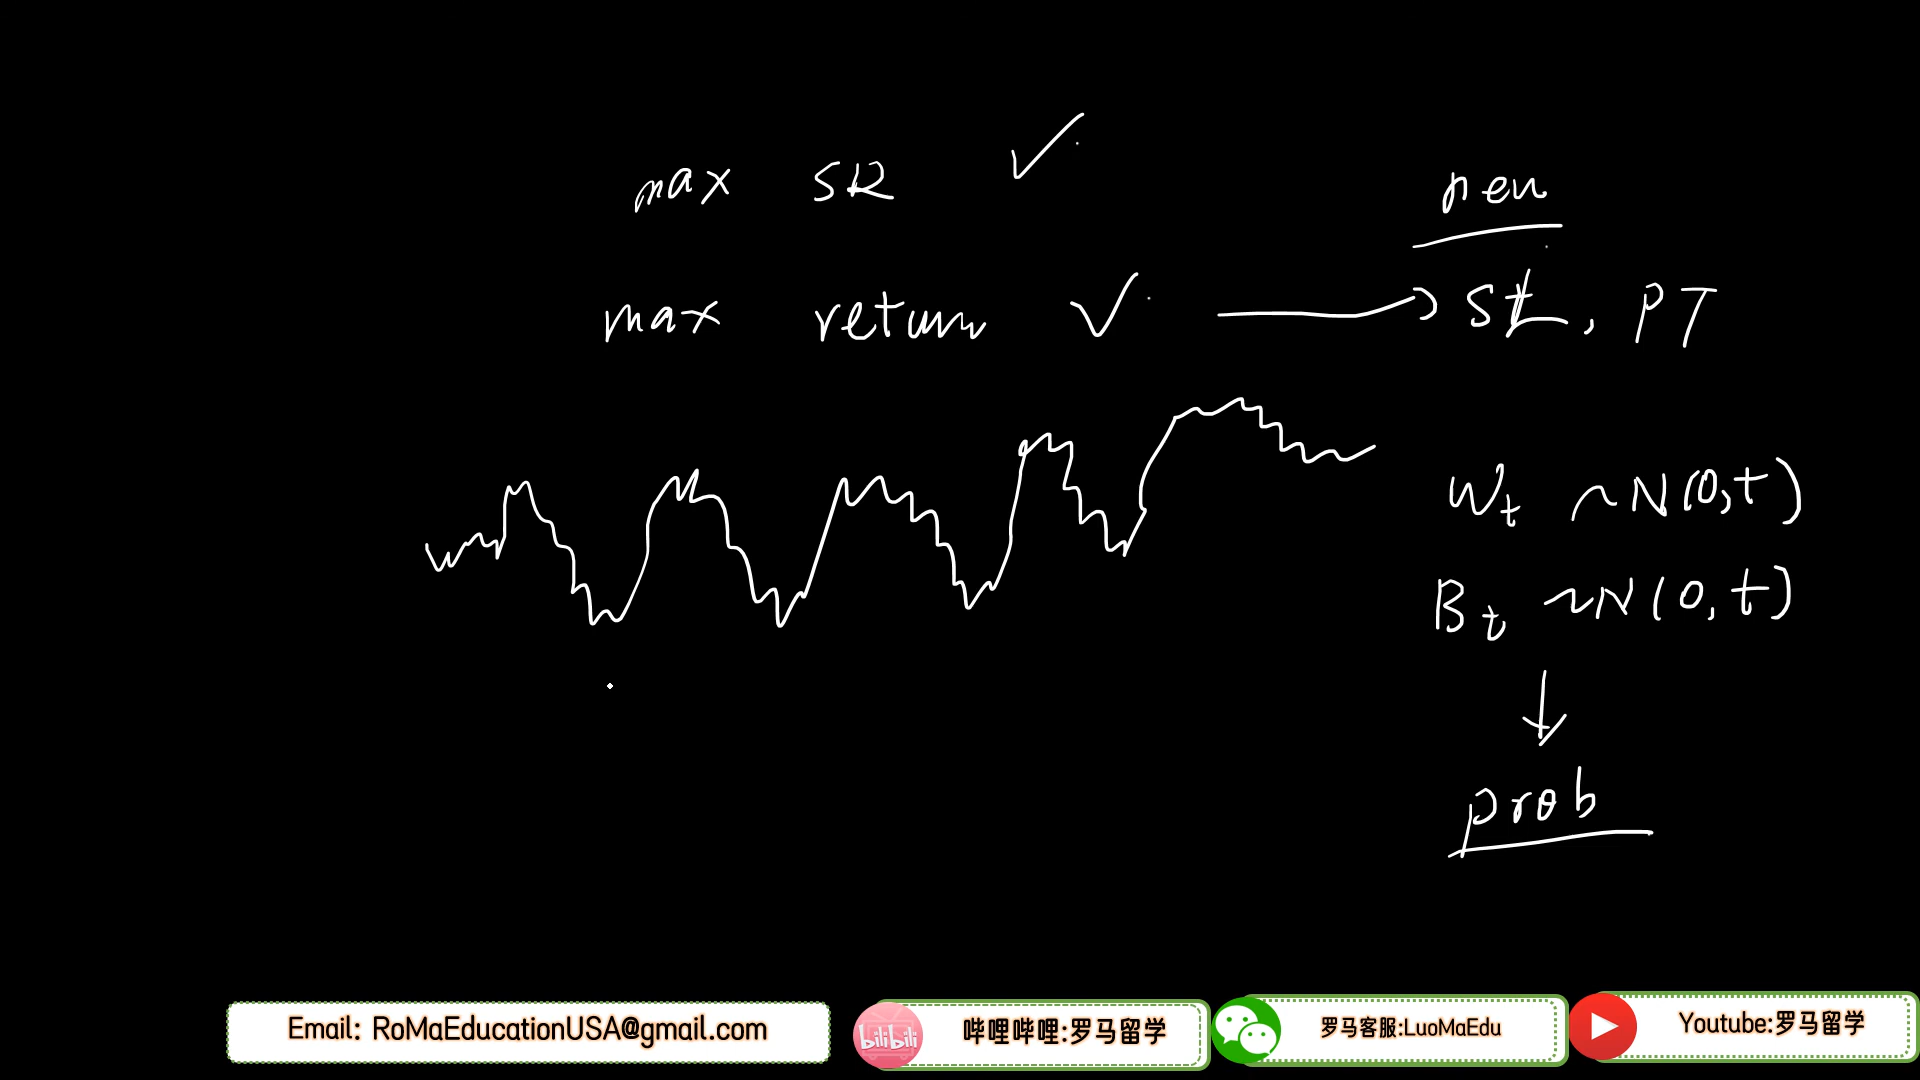 max SR ✓
new
max return ✓ → SL, PT
Wt ~ N(0,t)
Bt ~ N(0,t)
↓
prob
Email: RoMaEducationUSA@gmail.com
bilibili
哔哩哔哩:罗马留学
罗马客服:LuoMaEdu
Youtube:罗马留学